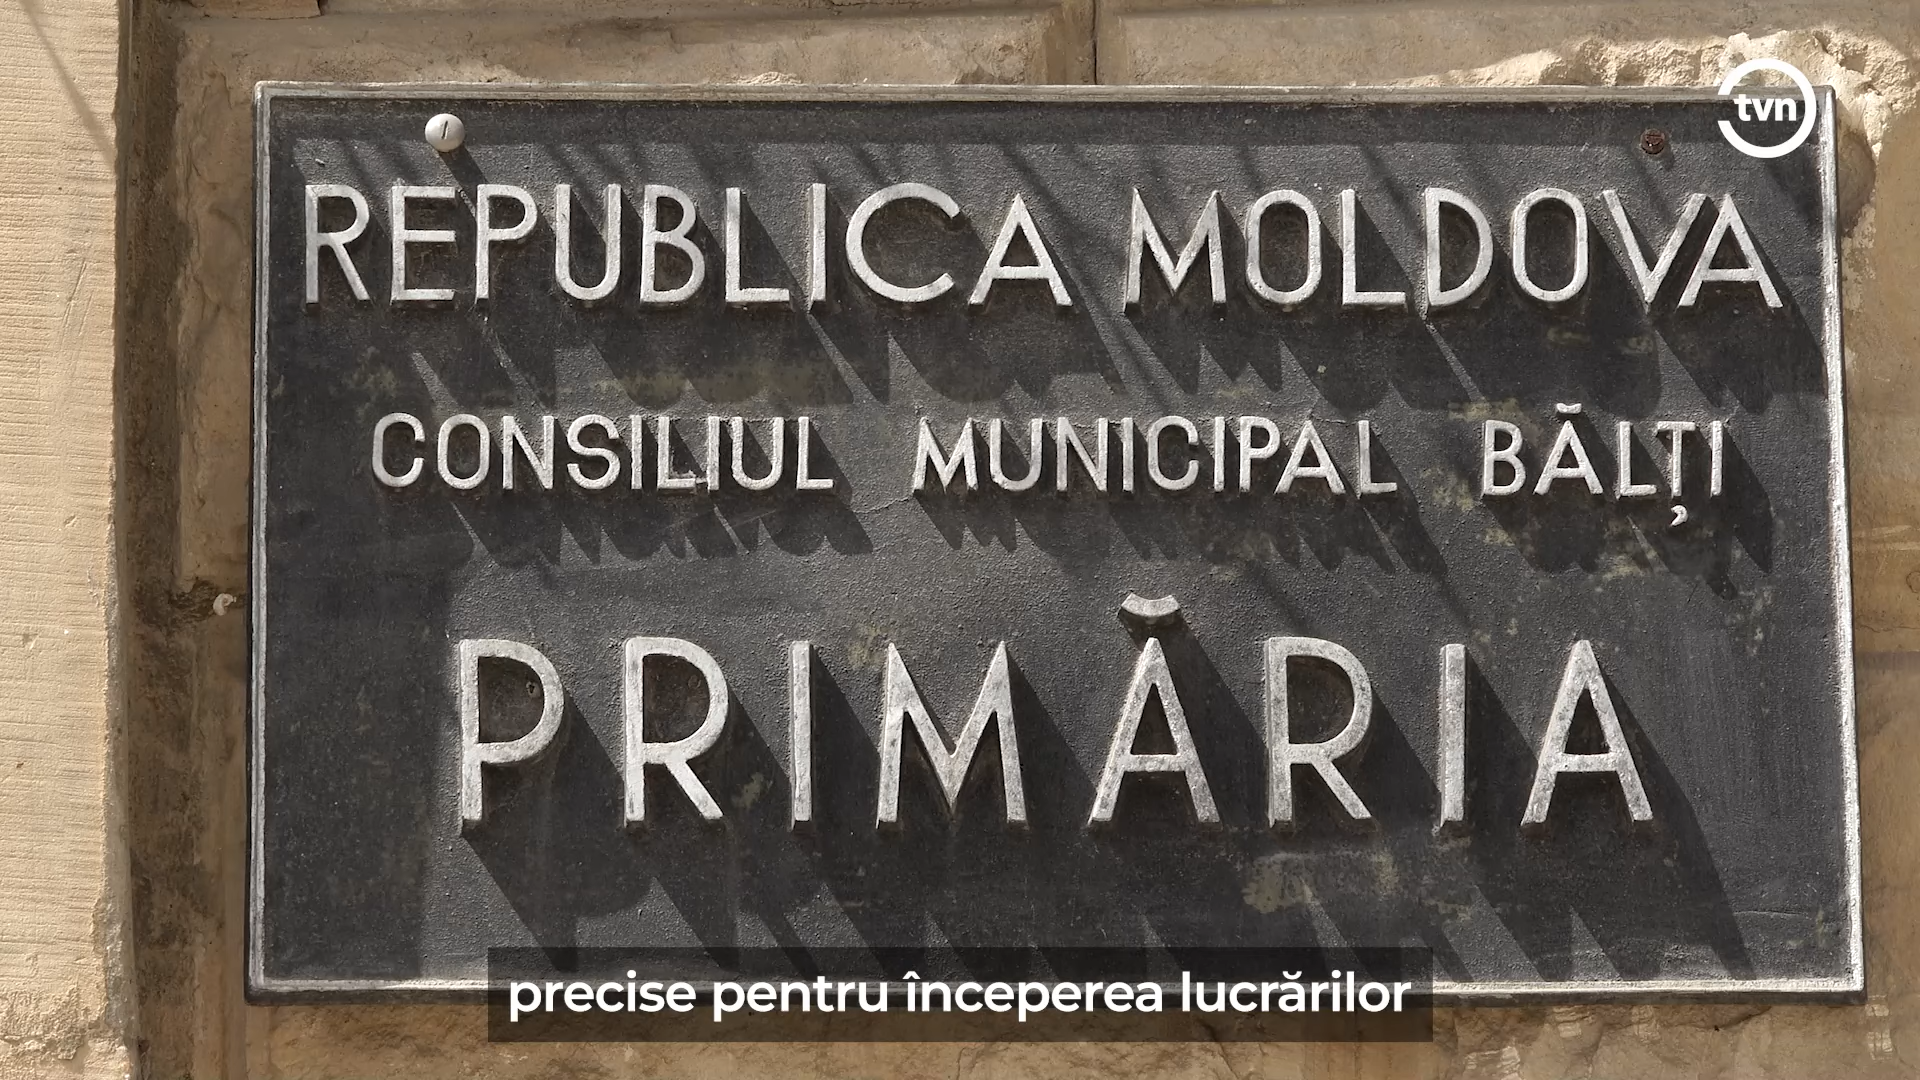 tvn
REPUBLICA MOLDOVA
CONSILIUL MUNICIPAL BĂLȚI
PRIMĂRIA
precise pentru începerea lucrărilor